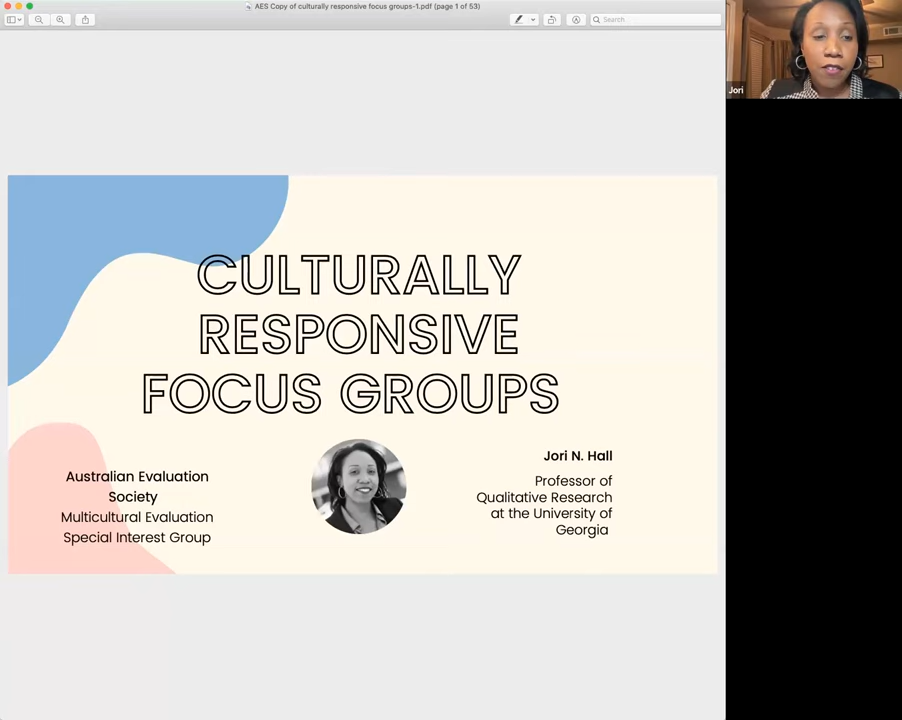 AES Copy of culturally responsive focus groups-1.pdf (page 1 of 53)
Search
Jori
CULTURALLY
RESPONSIVE
FOCUS GROUPS
Australian Evaluation
Society
Multicultural Evaluation
Special Interest Group
Jori N. Hall
Professor of
Qualitative Research
at the University of
Georgia